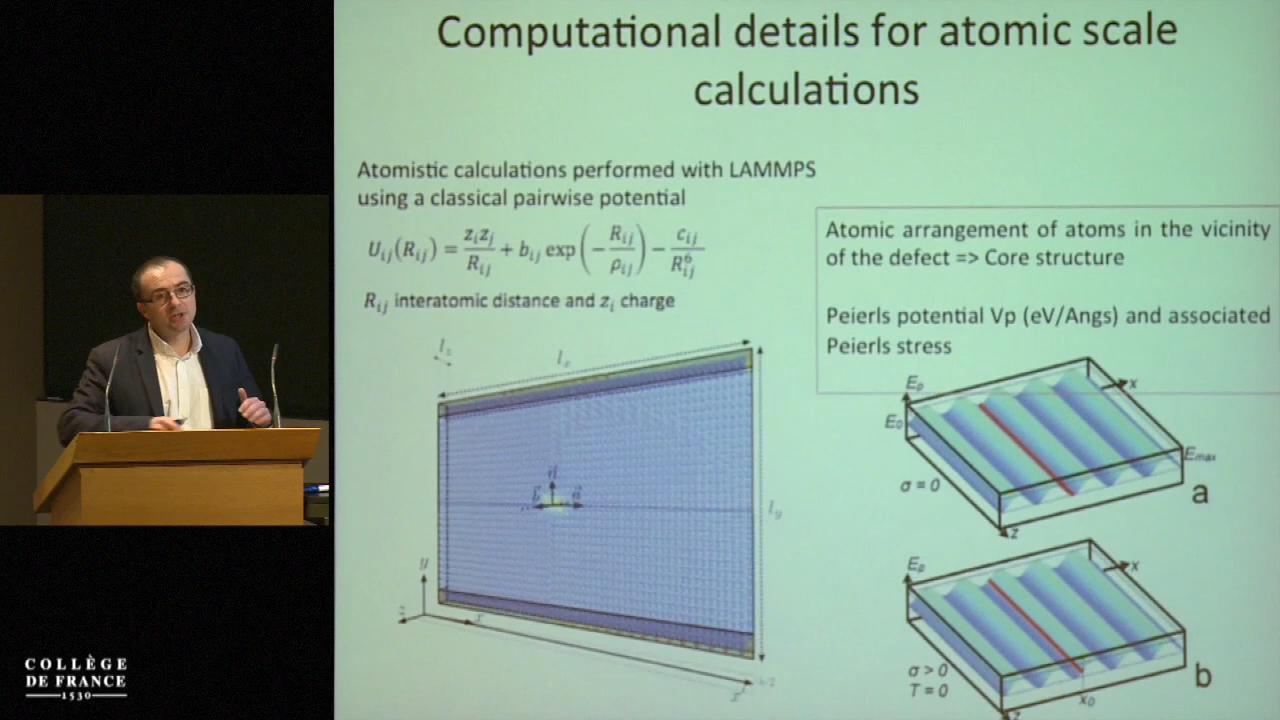 Computational details for atomic scale
calculations
Atomistic calculations performed with LAMMPS
using a classical pairwise potential
U_ij(R_ij) = z_i z_j / R_ij + b_ij exp(−R_ij / ρ_ij) − c_ij / R_ij^6
R_ij interatomic distance and z_i charge
Atomic arrangement of atoms in the vicinity
of the defect => Core structure
Peierls potential Vp (eV/Angs) and associated
Peierls stress
l_y
y
z
x
E_p
x
E_0
E_max
σ = 0
a
z
E_p
x
σ > 0
T = 0
b
x_0
z
COLLÈGE
DE FRANCE
1530